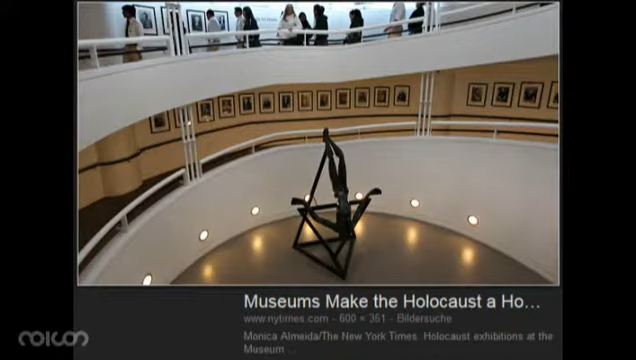 Museums Make the Holocaust a Ho...
www.nytimes.com - 600 × 351 - Bildersuche
Monica Almeida/The New York Times. Holocaust exhibitions at the
Museum ...